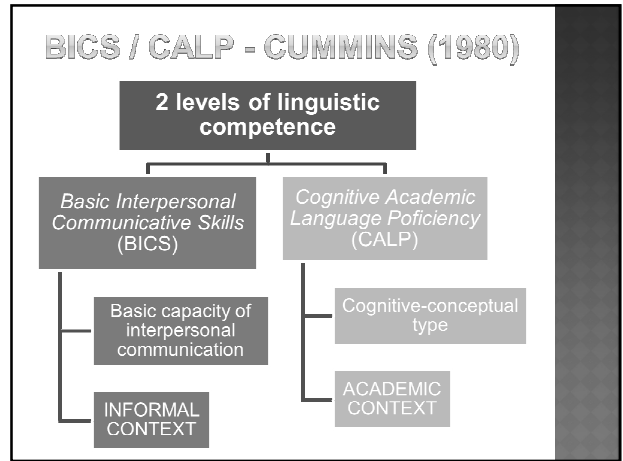 BICS / CALP - CUMMINS (1980)
2 levels of linguistic
competence
Basic Interpersonal
Communicative Skills
(BICS)
Basic capacity of
interpersonal
communication
INFORMAL
CONTEXT
Cognitive Academic
Language Poficiency
(CALP)
Cognitive-conceptual
type
ACADEMIC
CONTEXT